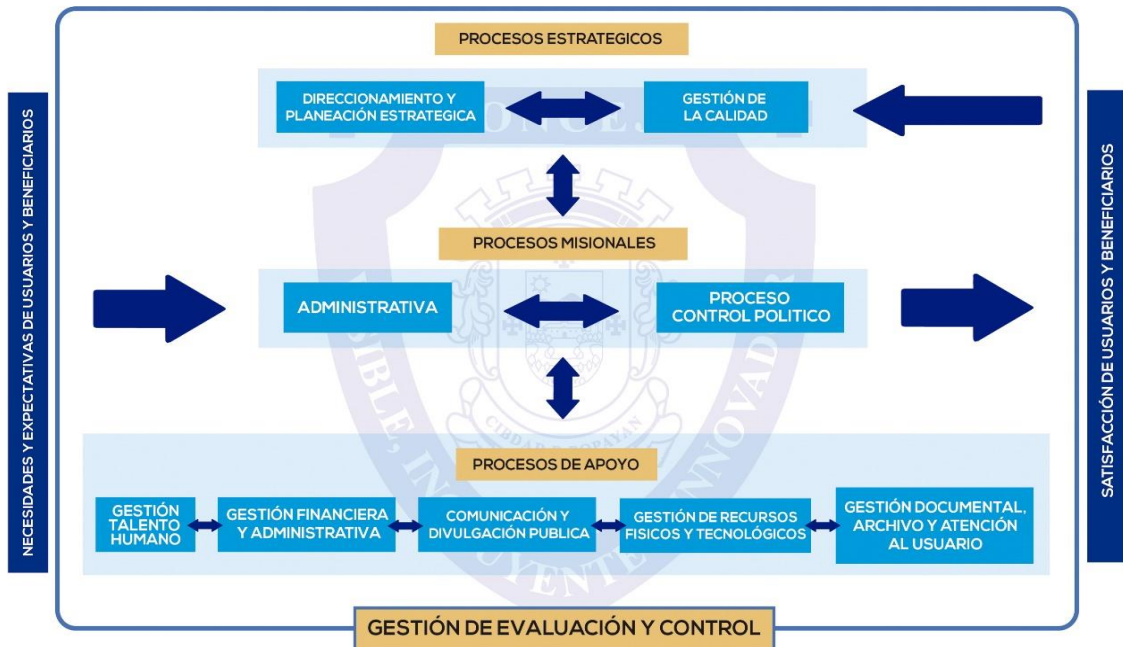 PROCESOS ESTRATEGICOS
NECESIDADES Y EXPECTATIVAS DE USUARIOS Y BENEFICIARIOS
DIRECCIONAMIENTO Y
PLANEACIÓN ESTRATEGICA
GESTIÓN DE
LA CALIDAD
SATISFACCIÓN DE USUARIOS Y BENEFICIARIOS
PROCESOS MISIONALES
ADMINISTRATIVA
PROCESO
CONTROL POLITICO
PROCESOS DE APOYO
GESTIÓN
TALENTO
HUMANO
GESTIÓN FINANCIERA
Y ADMINISTRATIVA
COMUNICACIÓN Y
DIVULGACIÓN PUBLICA
GESTIÓN DE RECURSOS
FISICOS Y TECNOLÓGICOS
GESTIÓN DOCUMENTAL,
ARCHIVO Y ATENCIÓN
AL USUARIO
GESTIÓN DE EVALUACIÓN Y CONTROL